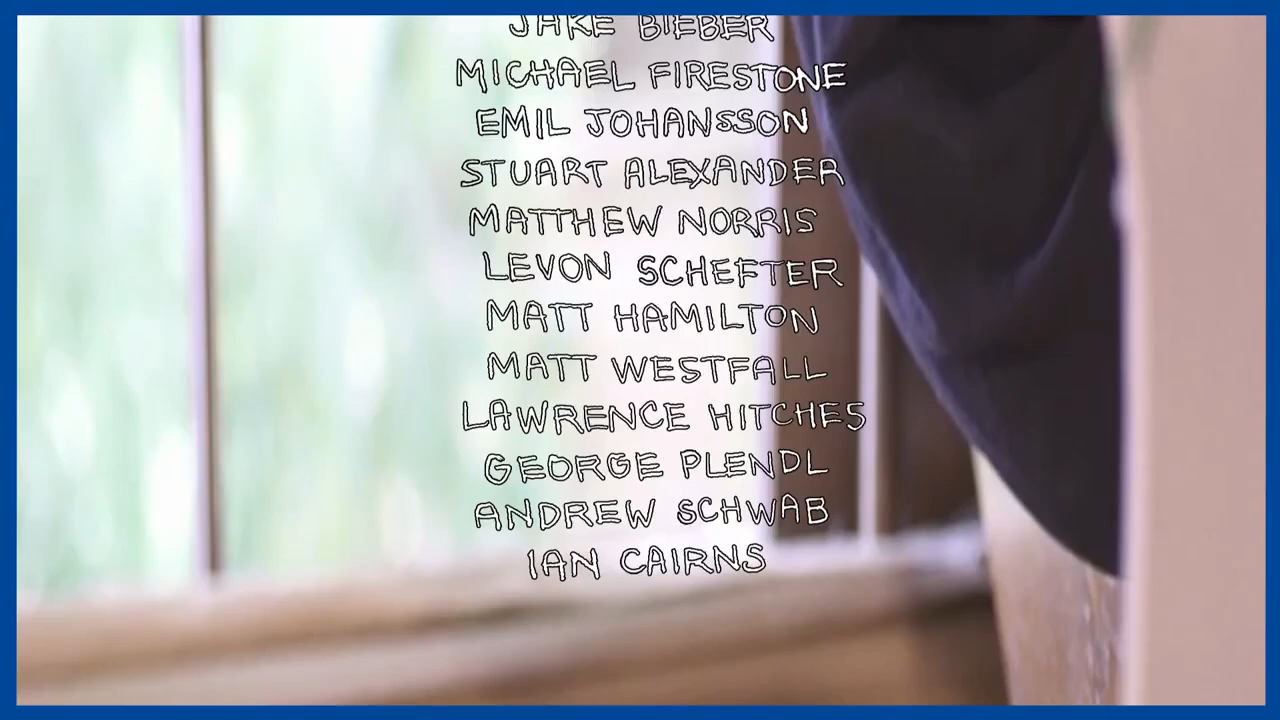 JAKE BIEBER
MICHAEL FIRESTONE
EMIL JOHANSSON
STUART ALEXANDER
MATTHEW NORRIS
LEVON SCHEFTER
MATT HAMILTON
MATT WESTFALL
LAWRENCE HITCHES
GEORGE PLENDL
ANDREW SCHWAB
IAN CAIRNS